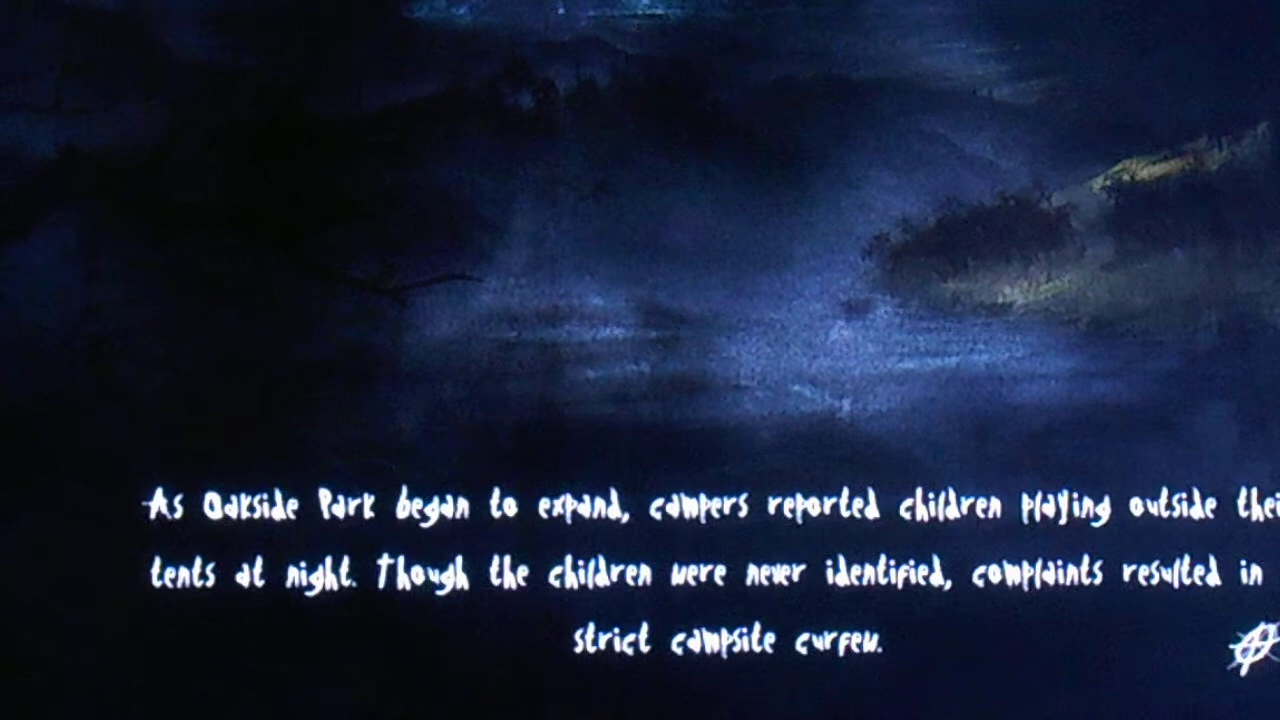 As Oakside Park began to expand, campers reported children playing outside thei
tents at night. Though the children were never identified, complaints resulted in
strict campsite curfew.